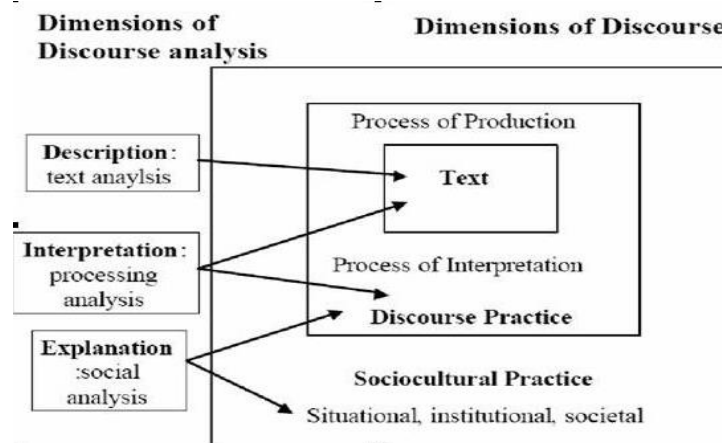 Dimensions of
Discourse analysis
Dimensions of Discourse
Process of Production
Description:
text anaylsis
Text
Interpretation:
processing
analysis
Process of Interpretation
Discourse Practice
Explanation
:social
analysis
Sociocultural Practice
Situational, institutional, societal